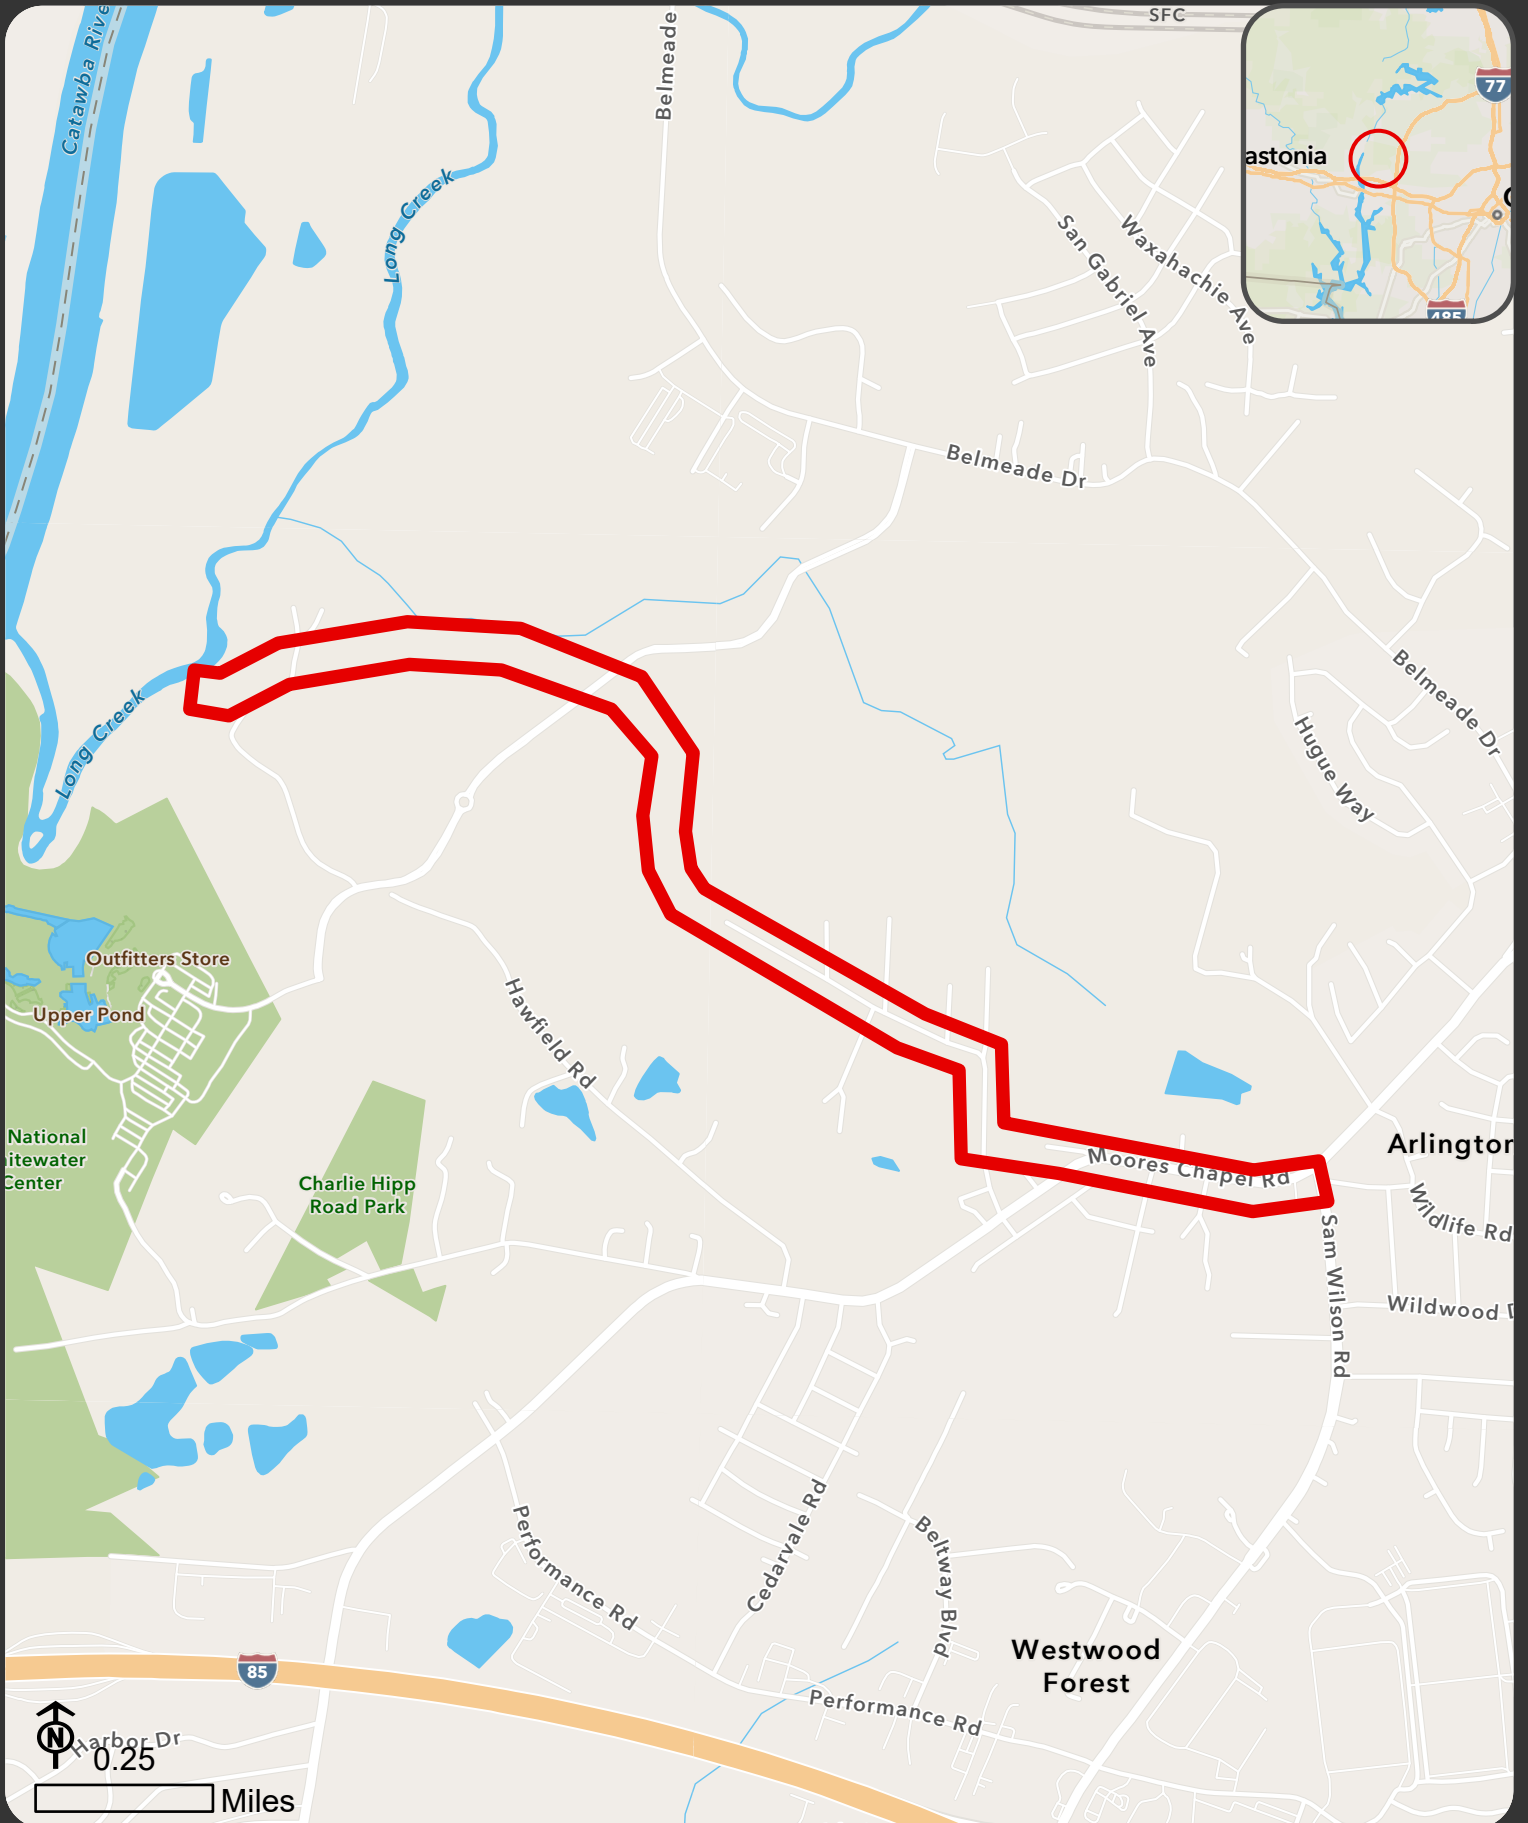 SFC
Catawba Rive
Belmeade
77
astonia
C
485
Long Creek
San Gabriel Ave
Waxahachie Ave
Belmeade Dr
Belmeade Dr
Long Creek
Hugue Way
Outfitters Store
Upper Pond
Hawfield Rd
National
itewater
Center
Charlie Hipp
Road Park
Moores Chapel Rd
Arlington
Wildlife Rd
Sam Wilson Rd
Wildwood D
Performance Rd
Cedarvale Rd
Beltway Blvd
Westwood
Forest
85
Performance Rd
N
Harbor Dr
0.25
Miles